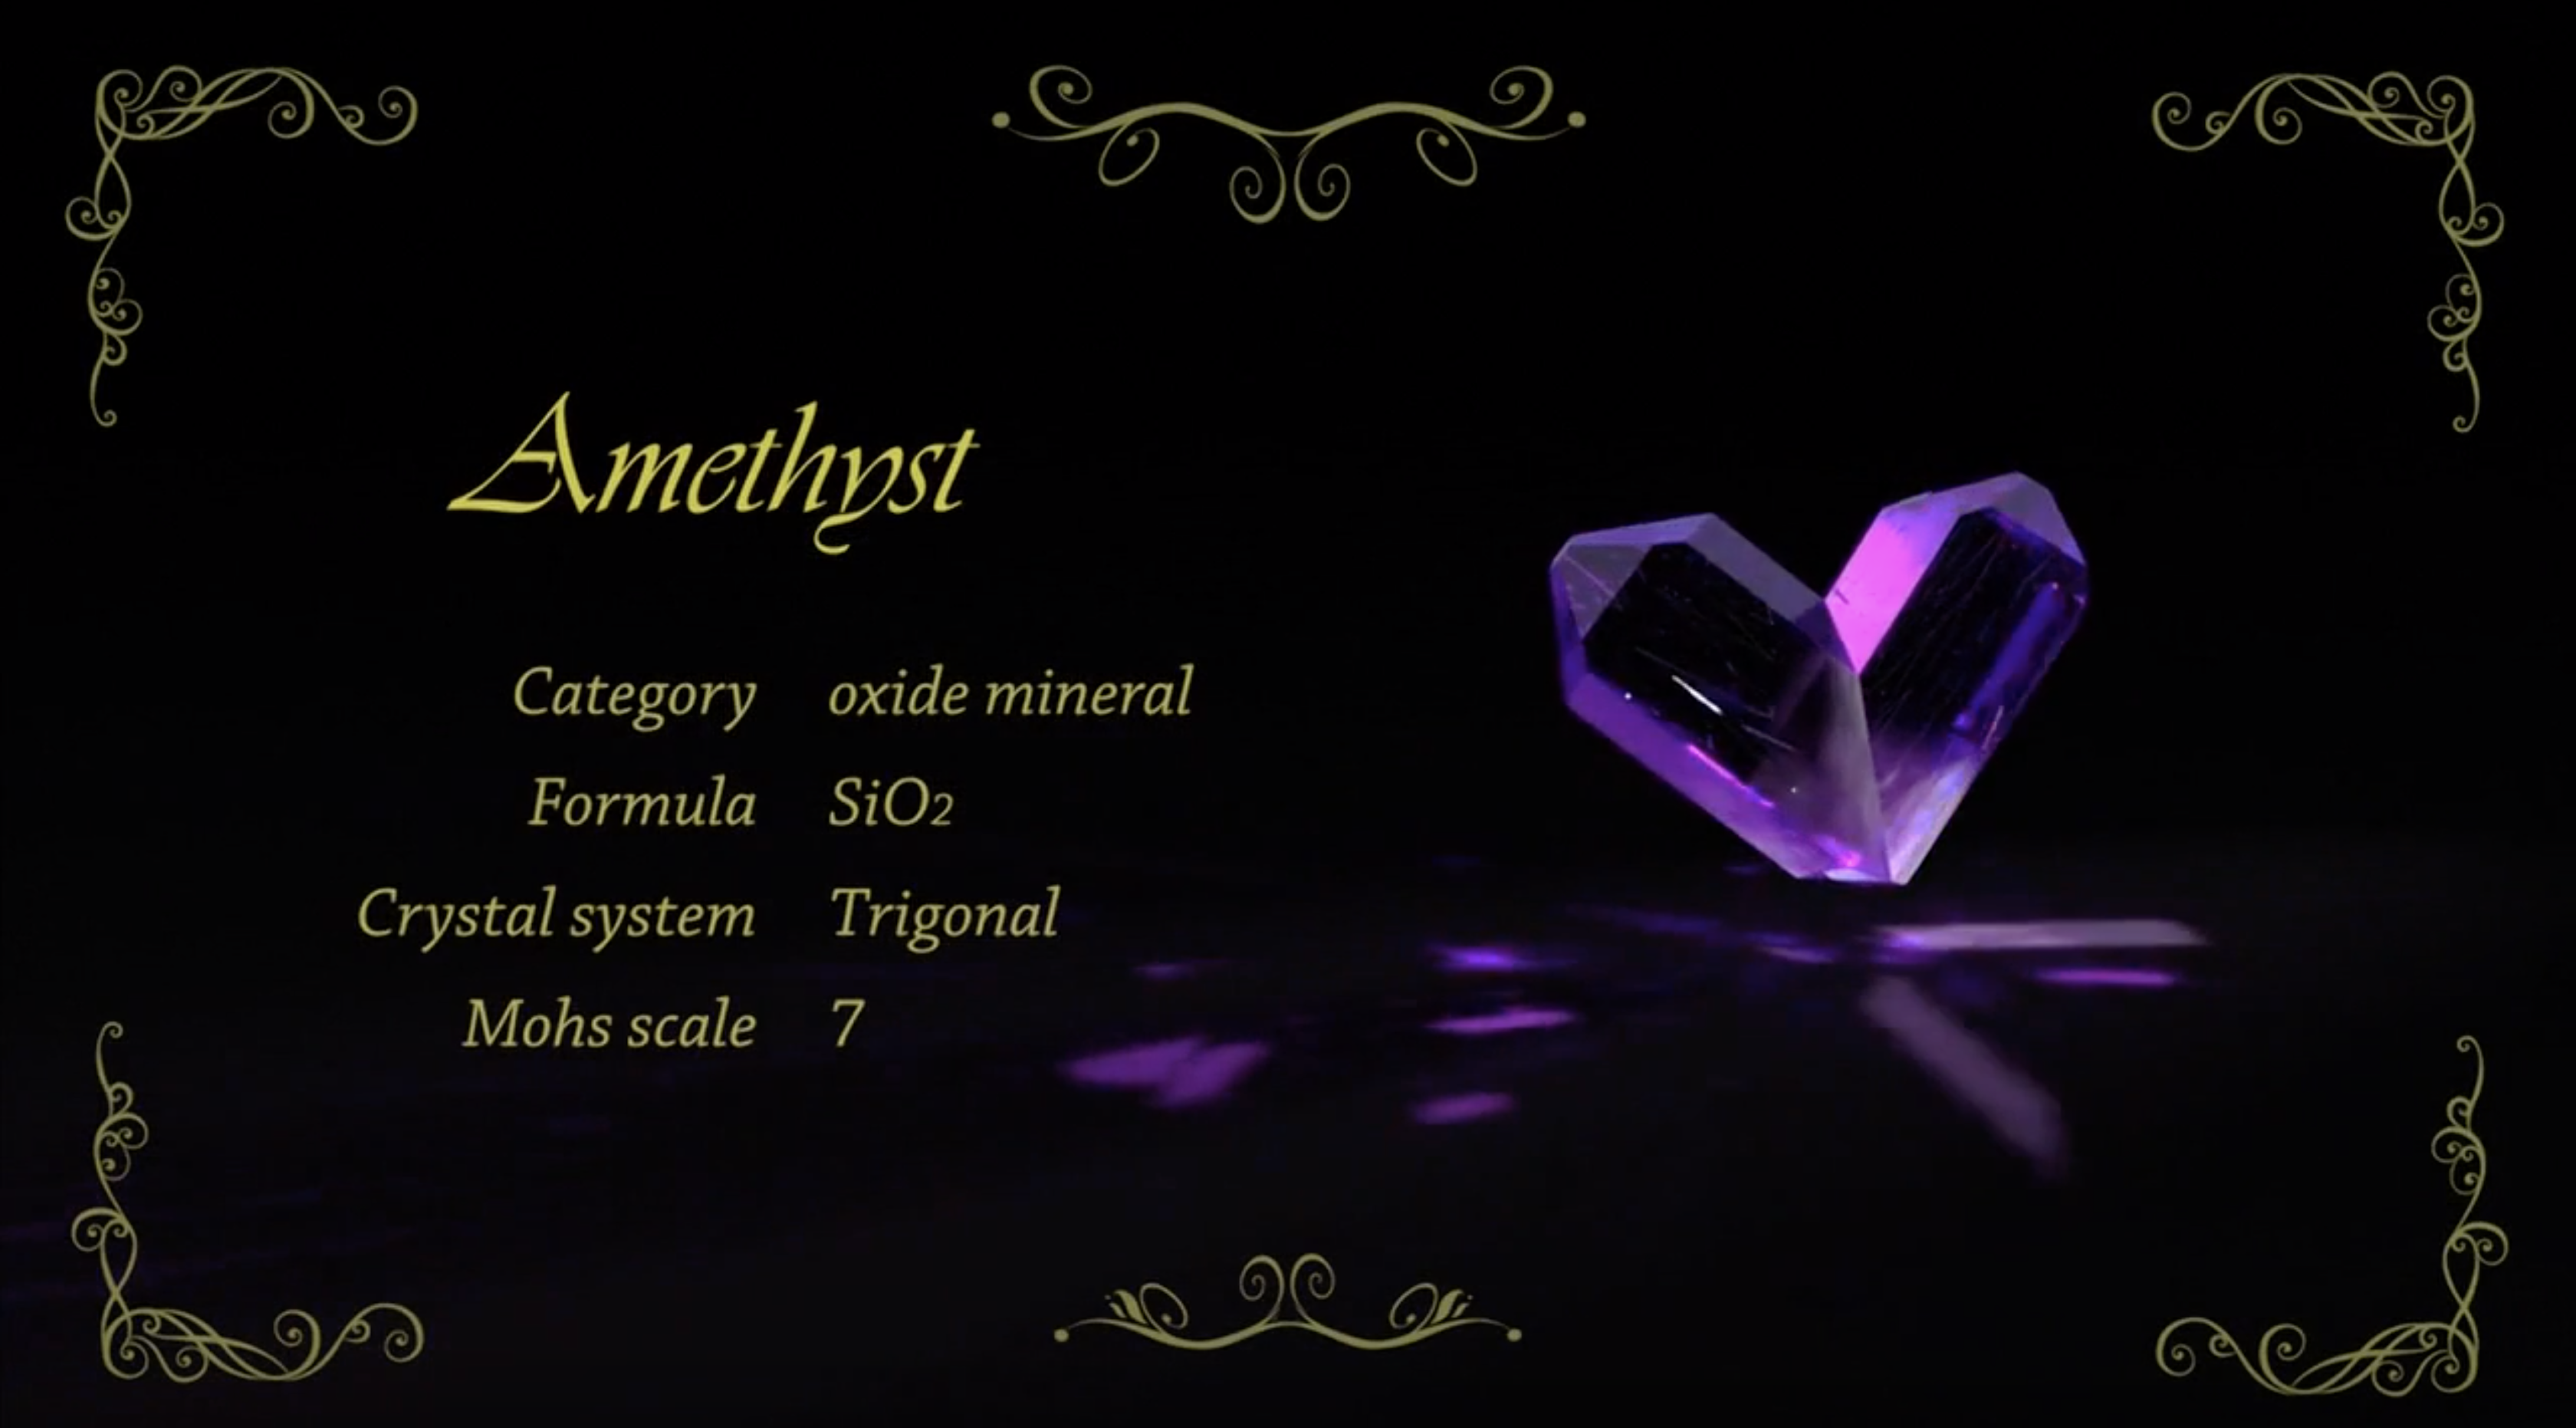 Amethyst
Category oxide mineral
Formula SiO2
Crystal system Trigonal
Mohs scale 7